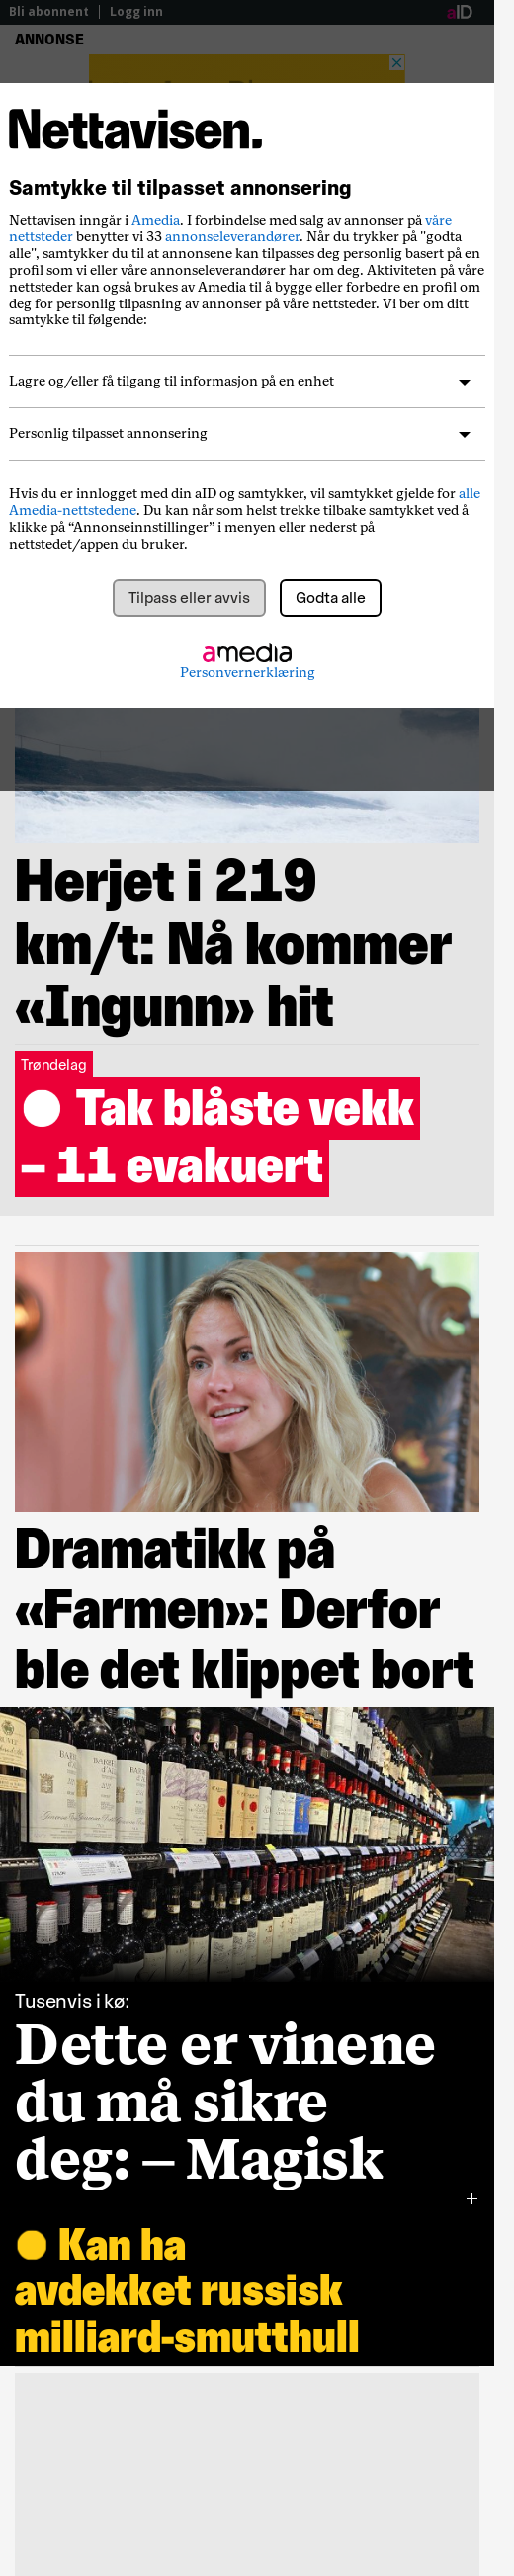 Bli abonnent
Logg inn
aID
ANNONSE
Nettavisen.
Samtykke til tilpasset annonsering
Nettavisen inngår i Amedia. I forbindelse med salg av annonser på våre
nettsteder benytter vi 33 annonseleverandører. Når du trykker på "godta
alle", samtykker du til at annonsene kan tilpasses deg personlig basert på en
profil som vi eller våre annonseleverandører har om deg. Aktiviteten på våre
nettsteder kan også brukes av Amedia til å bygge eller forbedre en profil om
deg for personlig tilpasning av annonser på våre nettsteder. Vi ber om ditt
samtykke til følgende:
Lagre og/eller få tilgang til informasjon på en enhet
Personlig tilpasset annonsering
Hvis du er innlogget med din aID og samtykker, vil samtykket gjelde for alle
Amedia-nettstedene. Du kan når som helst trekke tilbake samtykket ved å
klikke på “Annonseinnstillinger” i menyen eller nederst på
nettstedet/appen du bruker.
Tilpass eller avvis
Godta alle
amedia
Personvernerklæring
Herjet i 219
km/t: Nå kommer
«Ingunn» hit
Trøndelag
● Tak blåste vekk
– 11 evakuert
Dramatikk på
«Farmen»: Derfor
ble det klippet bort
Tusenvis i kø:
Dette er vinene
du må sikre
deg: – Magisk
+
● Kan ha
avdekket russisk
milliard-smutthull